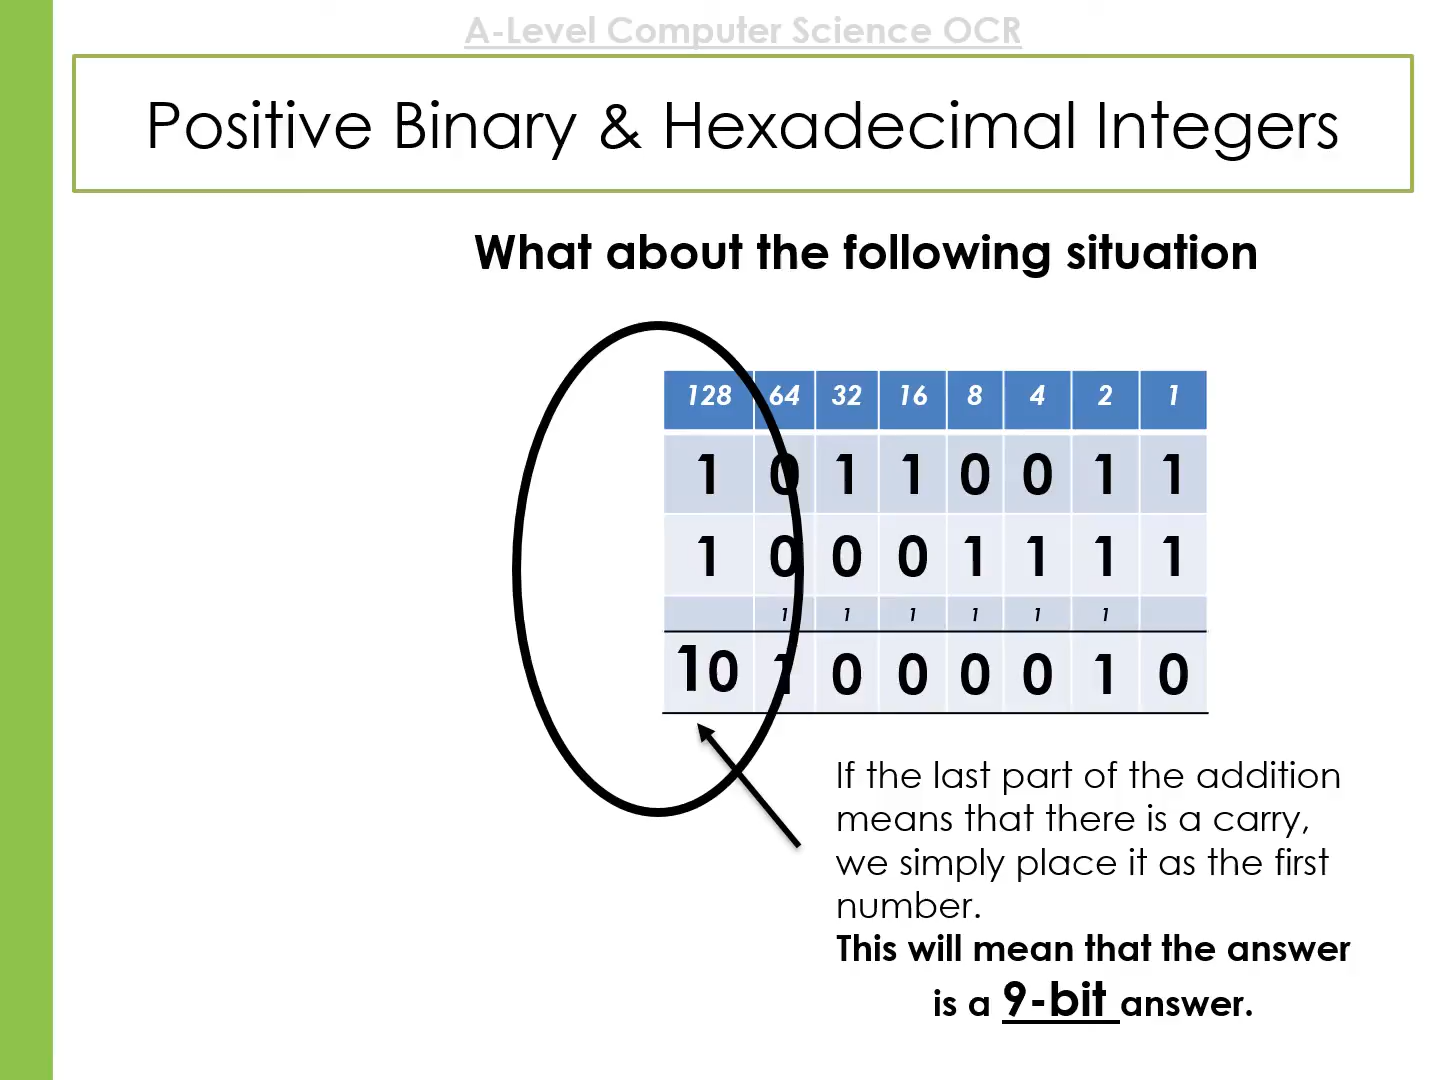 A-Level Computer Science OCR
Positive Binary & Hexadecimal Integers
What about the following situation
128 64 32 16 8 4 2 1
1 0 1 1 0 0 1 1
1 0 0 0 1 1 1 1
1 1 1 1 1 1
10 1 0 0 0 0 1 0
If the last part of the addition
means that there is a carry,
we simply place it as the first
number.
This will mean that the answer
is a 9-bit answer.